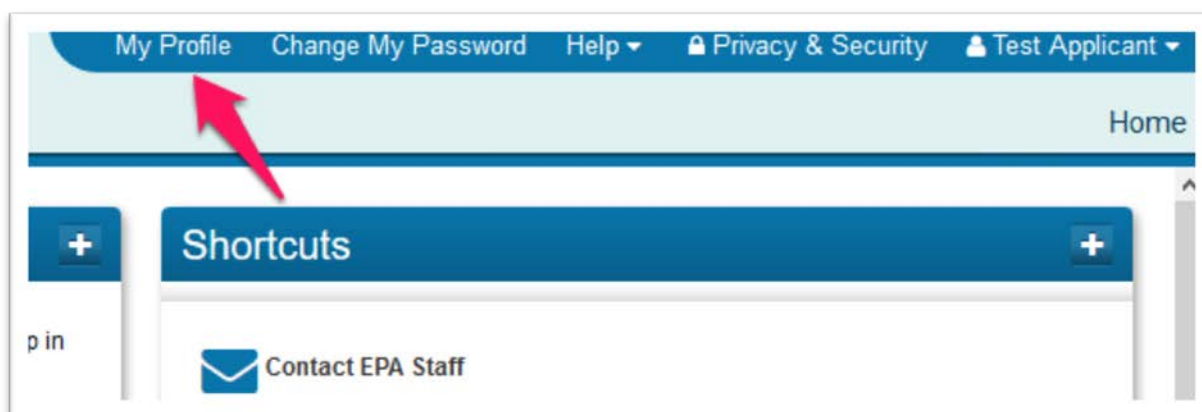 My Profile Change My Password Help Privacy & Security Test Applicant
Home
Shortcuts
p in
Contact EPA Staff